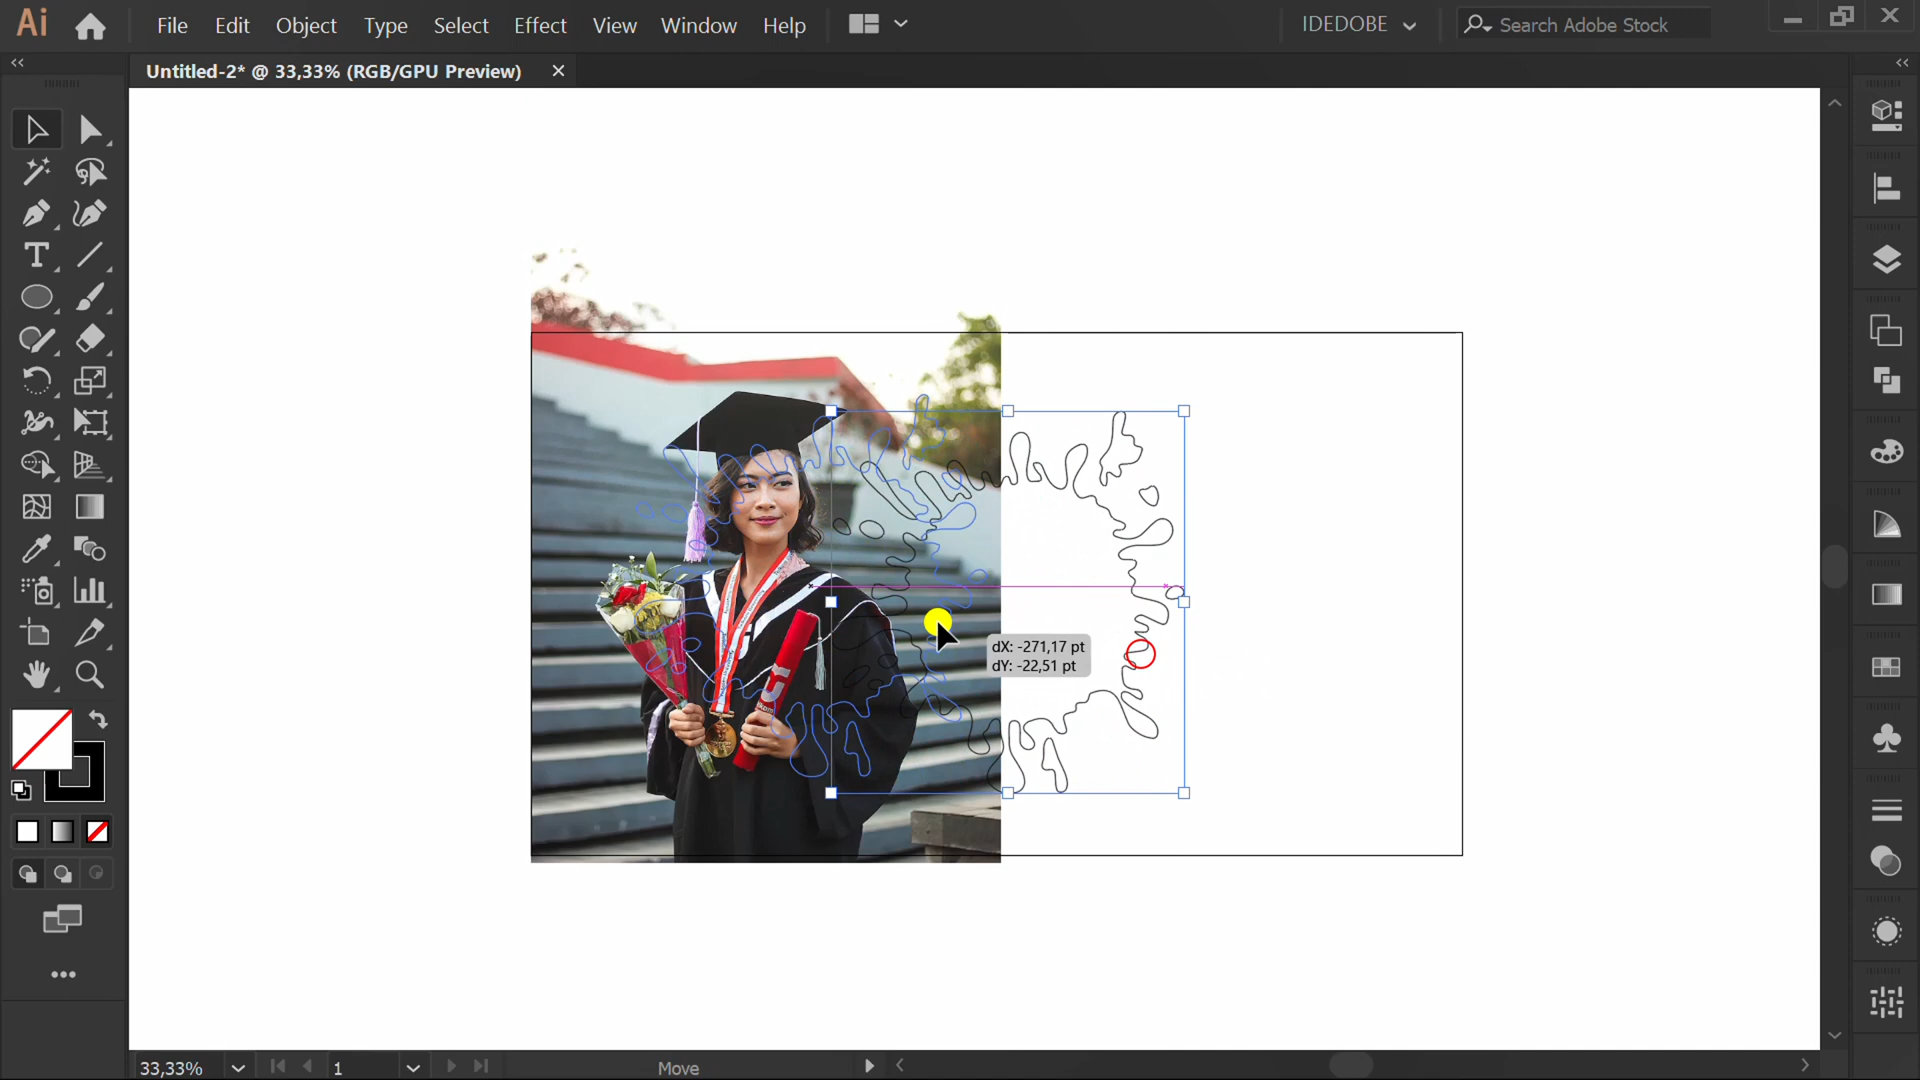 Ai
File Edit Object Type Select Effect View Window Help
IDEDOBE
Search Adobe Stock
Untitled-2* @ 33,33% (RGB/GPU Preview)
T
dX: -271,17 pt
dY: -22,51 pt
33,33%
1
Move